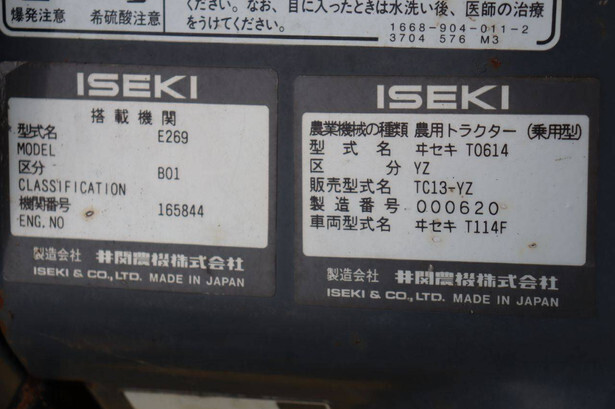 ください。なお、目に入ったときは水洗い後、医師の治療
をうけてください。
爆発注意 希硫酸注意
1668-904-011-2
3704 576 M3
ISEKI
搭載機関
型式名 E269
MODEL
区分 B01
CLASSIFICATION
機関番号 165844
ENG.NO
製造会社 井関農機株式会社
ISEKI & CO., LTD. MADE IN JAPAN
ISEKI
農業機械の種類 農用トラクター (乗用型)
型式名 ヰセキ T0614
区分 YZ
販売型式名 TC13-YZ
製造番号 000620
車両型式名 ヰセキ T114F
製造会社 井関農機株式会社
ISEKI & CO., LTD. MADE IN JAPAN